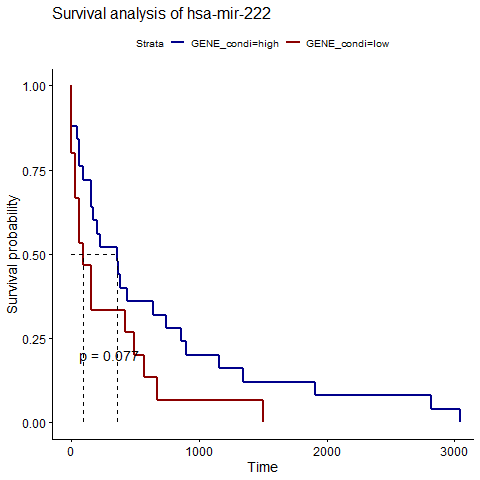 Survival analysis of hsa-mir-222
Strata GENE_condi=high GENE_condi=low
1.00
0.75
0.50
0.25
0.00
Survival probability
p = 0.077
0 1000 2000 3000
Time